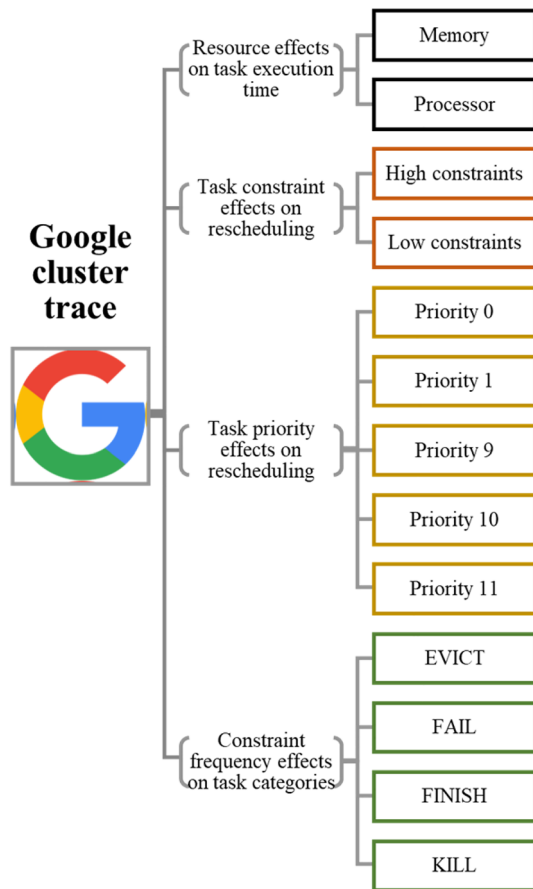 Google
cluster
trace
Resource effects
on task execution
time
Memory
Processor
Task constraint
effects on
rescheduling
High constraints
Low constraints
Task priority
effects on
rescheduling
Priority 0
Priority 1
Priority 9
Priority 10
Priority 11
Constraint
frequency effects
on task categories
EVICT
FAIL
FINISH
KILL